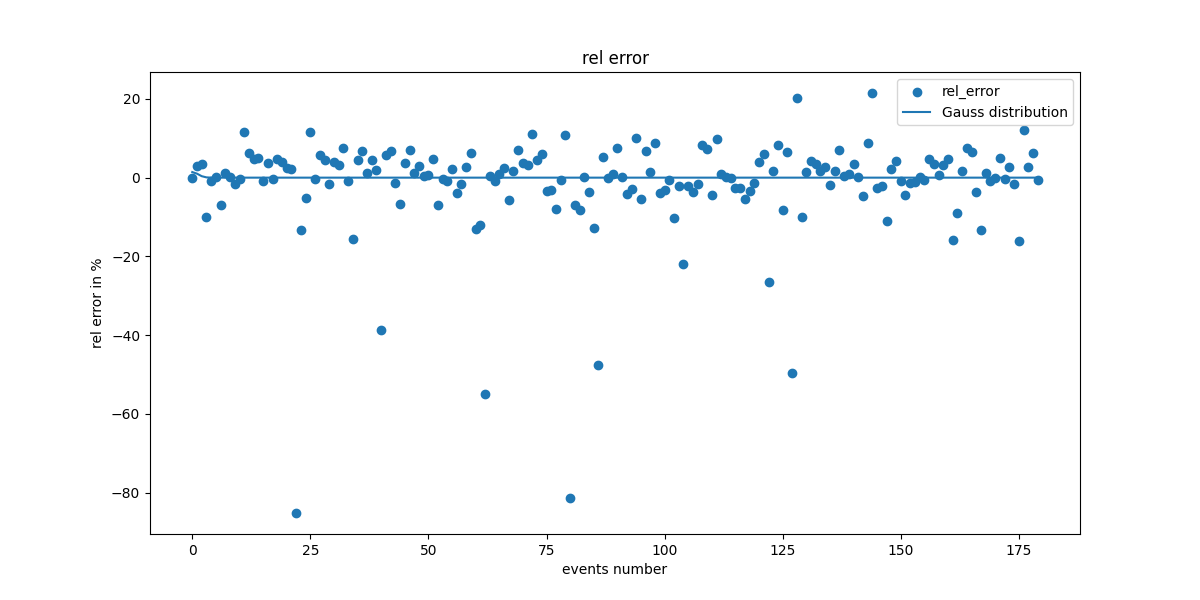 rel error
rel_error
Gauss distribution
20
0
−20
−40
−60
−80
rel error in %
0 25 50 75 100 125 150 175
events number